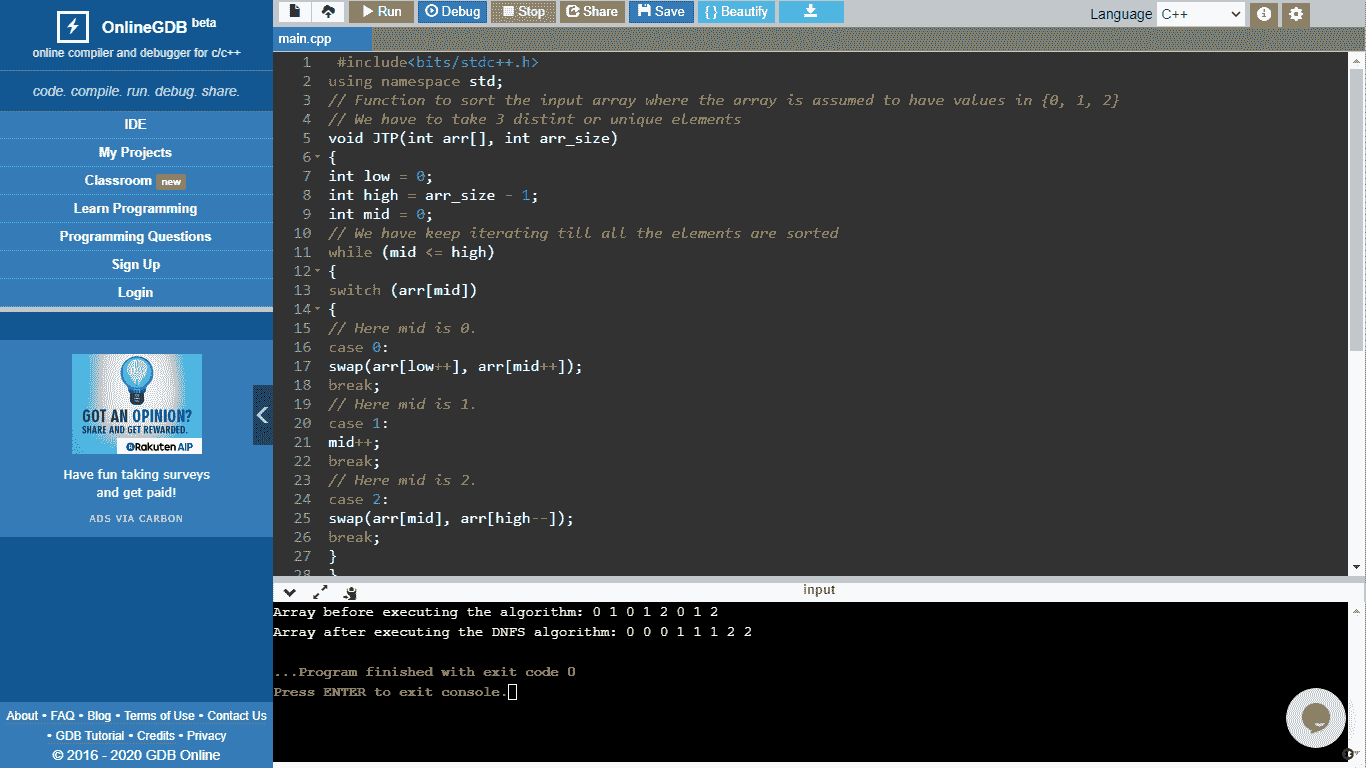 OnlineGDB beta
online compiler and debugger for c/c++
code. compile. run. debug. share.
IDE
My Projects
Classroom new
Learn Programming
Programming Questions
Sign Up
Login
GOT AN OPINION?
SHARE AND GET REWARDED.
Rakuten AIP
Have fun taking surveys
and get paid!
ADS VIA CARBON
About • FAQ • Blog • Terms of Use • Contact Us
• GDB Tutorial • Credits • Privacy
© 2016 - 2020 GDB Online
Run Debug Stop Share Save { } Beautify Language C++
main.cpp
1 #include<bits/stdc++.h>
2 using namespace std;
3 // Function to sort the input array where the array is assumed to have values in {0, 1, 2}
4 // We have to take 3 distint or unique elements
5 void JTP(int arr[], int arr_size)
6 {
7 int low = 0;
8 int high = arr_size - 1;
9 int mid = 0;
10 // We have keep iterating till all the elements are sorted
11 while (mid <= high)
12 {
13 switch (arr[mid])
14 {
15 // Here mid is 0.
16 case 0:
17 swap(arr[low++], arr[mid++]);
18 break;
19 // Here mid is 1.
20 case 1:
21 mid++;
22 break;
23 // Here mid is 2.
24 case 2:
25 swap(arr[mid], arr[high--]);
26 break;
27 }
28 }
input
Array before executing the algorithm: 0 1 0 1 2 0 1 2
Array after executing the DNFS algorithm: 0 0 0 1 1 1 2 2
...Program finished with exit code 0
Press ENTER to exit console.